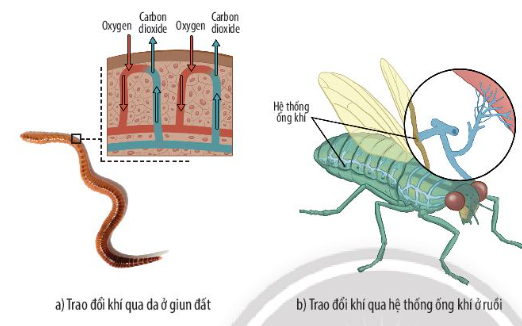 Oxygen
Carbon
dioxide
Oxygen
Carbon
dioxide
Hệ thống
ống khí
a) Trao đổi khí qua da ở giun đất
b) Trao đổi khí qua hệ thống ống khí ở ruồi